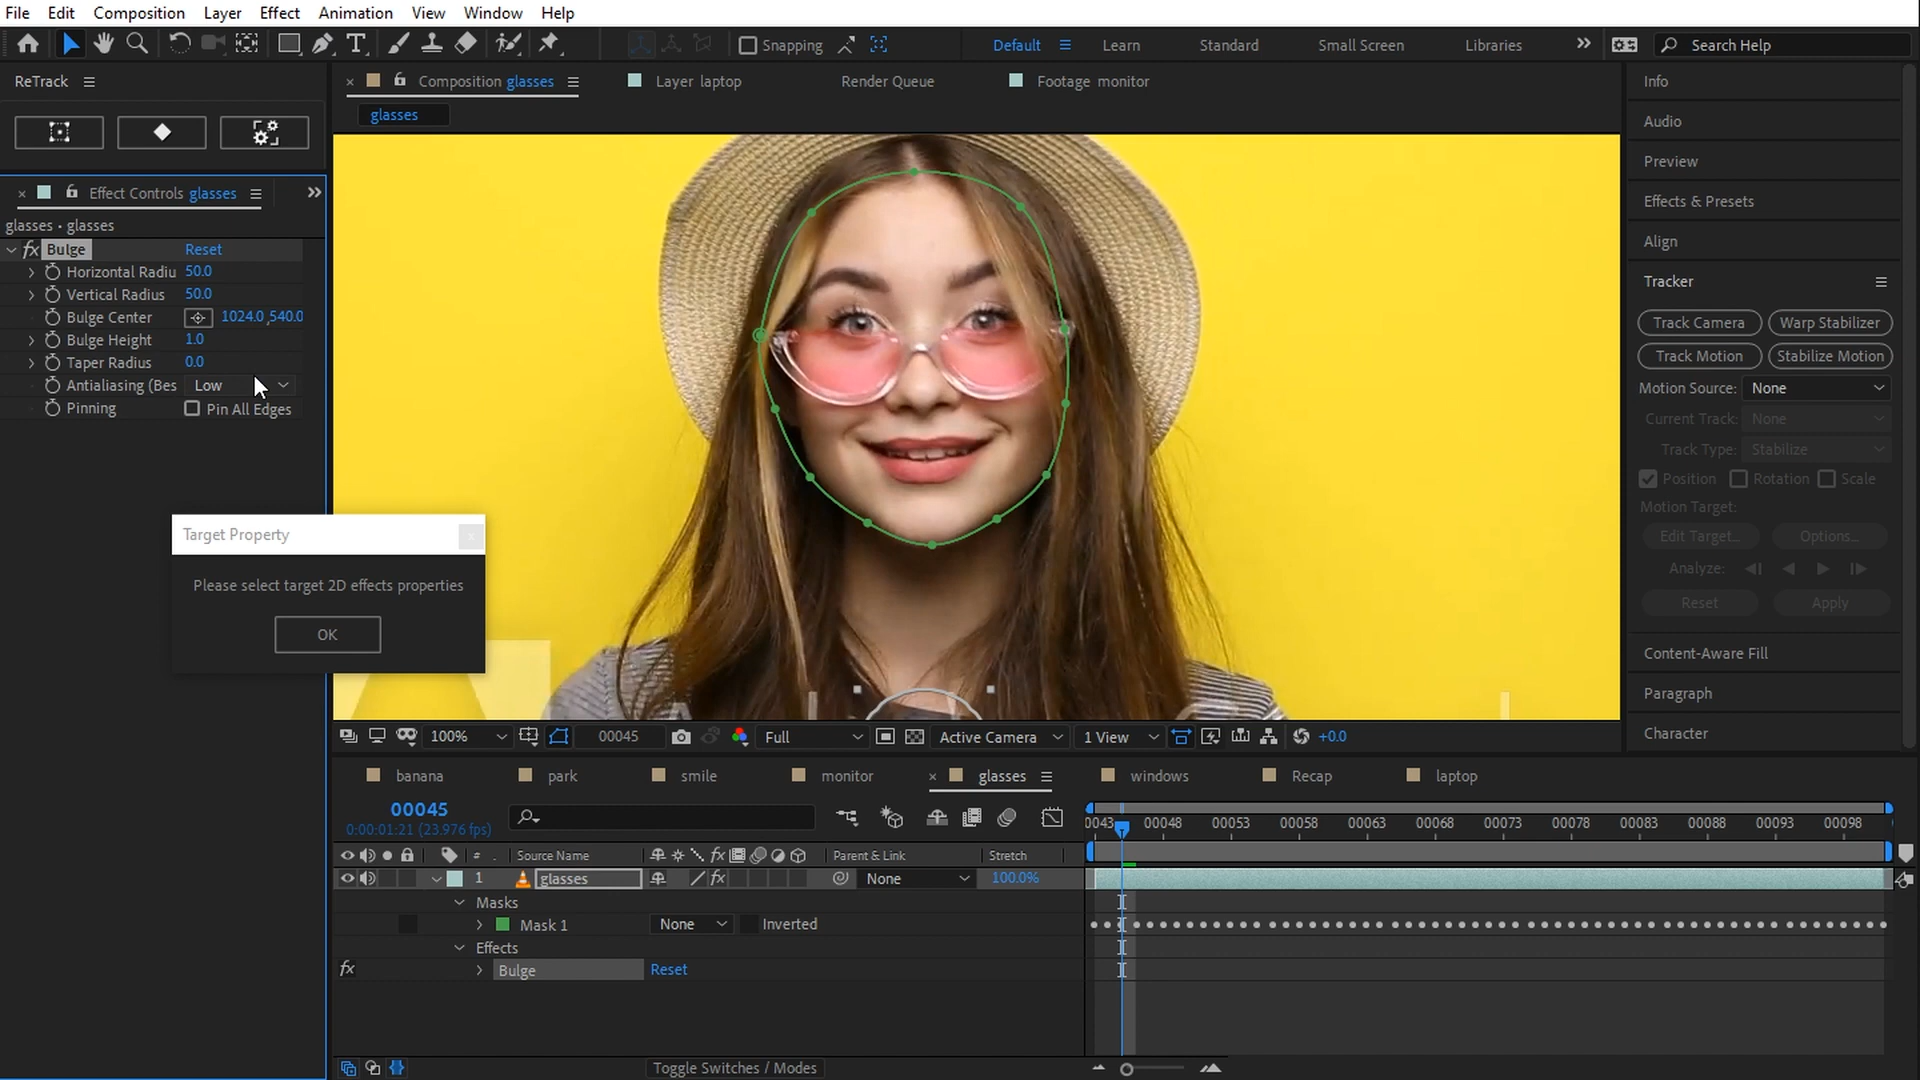 File Edit Composition Layer Effect Animation View Window Help
Snapping Default Learn Standard Small Screen Libraries Search Help
ReTrack
Composition glasses Layer laptop Render Queue Footage monitor
glasses
Effect Controls glasses
glasses • glasses
fx Bulge Reset
Horizontal Radiu 50.0
Vertical Radius 50.0
Bulge Center 1024.0,540.0
Bulge Height 1.0
Taper Radius 0.0
Antialiasing (Bes Low
Pinning Pin All Edges
Target Property
Please select target 2D effects properties
OK
Info
Audio
Preview
Effects & Presets
Align
Tracker
Track Camera Warp Stabilizer
Track Motion Stabilize Motion
Motion Source: None
Current Track: None
Track Type: Stabilize
Position Rotation Scale
Motion Target:
Edit Target... Options...
Analyze:
Reset Apply
Content-Aware Fill
Paragraph
Character
100% 00045 Full Active Camera 1 View +0.0
banana park smile monitor glasses windows Recap laptop
00045
0:00:01:21 (23.976 fps)
0043 00048 00053 00058 00063 00068 00073 00078 00083 00088 00093 00098
# . Source Name fx Parent & Link Stretch
1 glasses fx None 100.0%
Masks
Mask 1 None Inverted
Effects
fx Bulge Reset
Toggle Switches / Modes